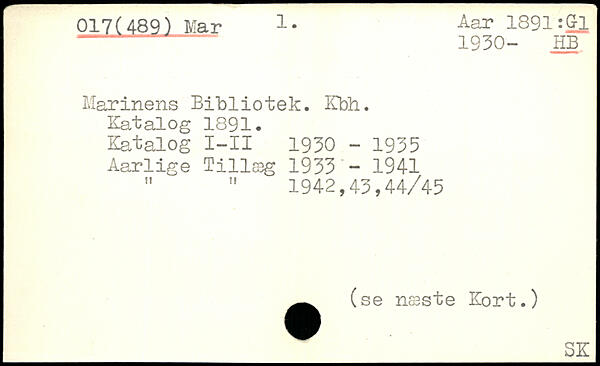 017(489) Mar 1. Aar 1891:Gl
1930- HB
Marinens Bibliotek. Kbh.
Katalog 1891.
Katalog I-II 1930 - 1935
Aarlige Tillæg 1933 - 1941
" " 1942,43,44/45
(se næste Kort.)
SK